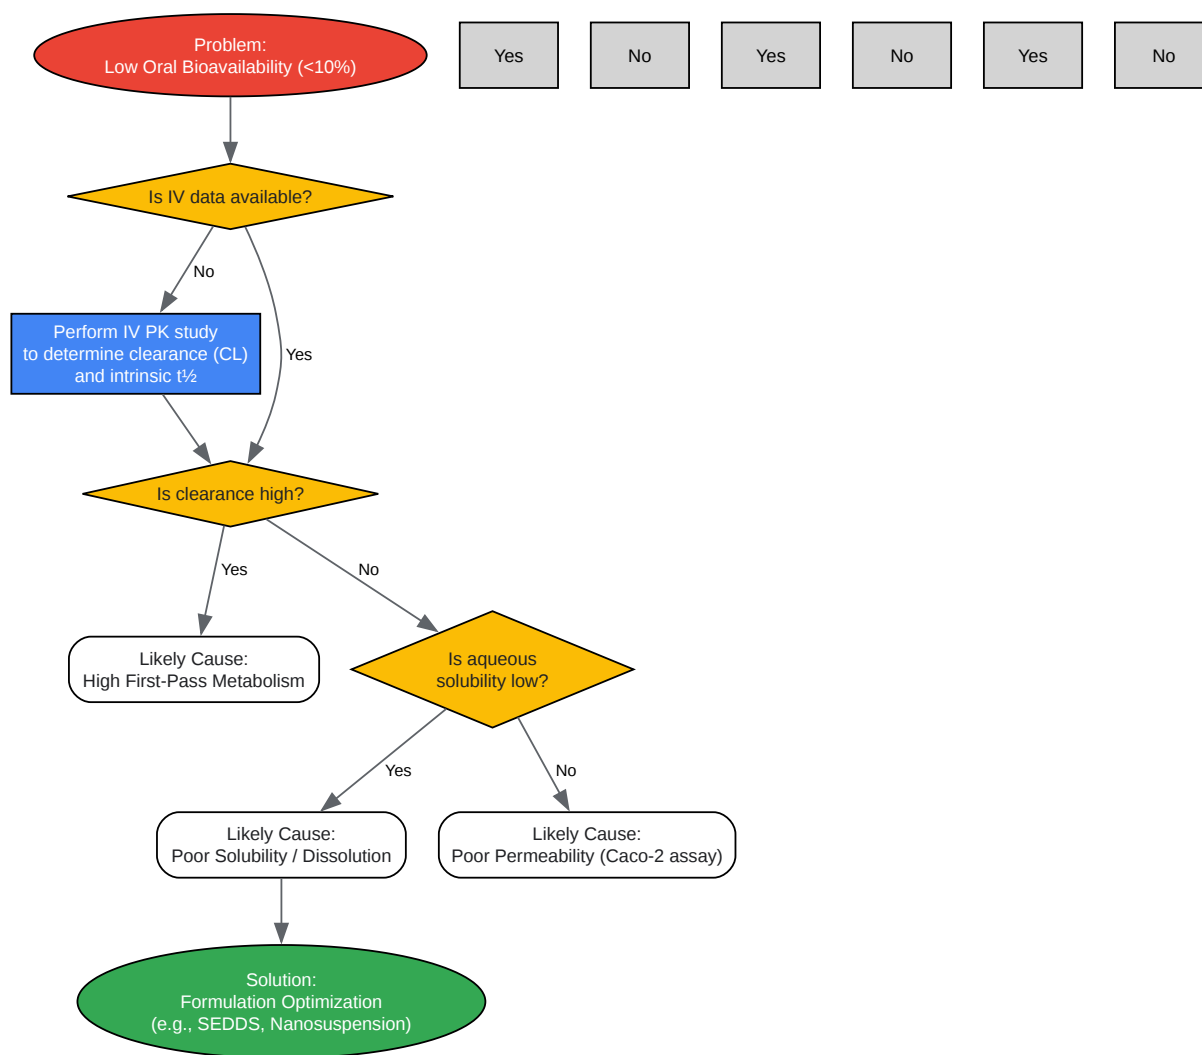 Problem:
Low Oral Bioavailability (<10%)
Yes
No
Yes
No
Yes
No
Is IV data available?
No
Perform IV PK study
to determine clearance (CL)
and intrinsic t½
Yes
Is clearance high?
Yes
No
Likely Cause:
High First-Pass Metabolism
Is aqueous
solubility low?
Yes
No
Likely Cause:
Poor Solubility / Dissolution
Likely Cause:
Poor Permeability (Caco-2 assay)
Solution:
Formulation Optimization
(e.g., SEDDS, Nanosuspension)